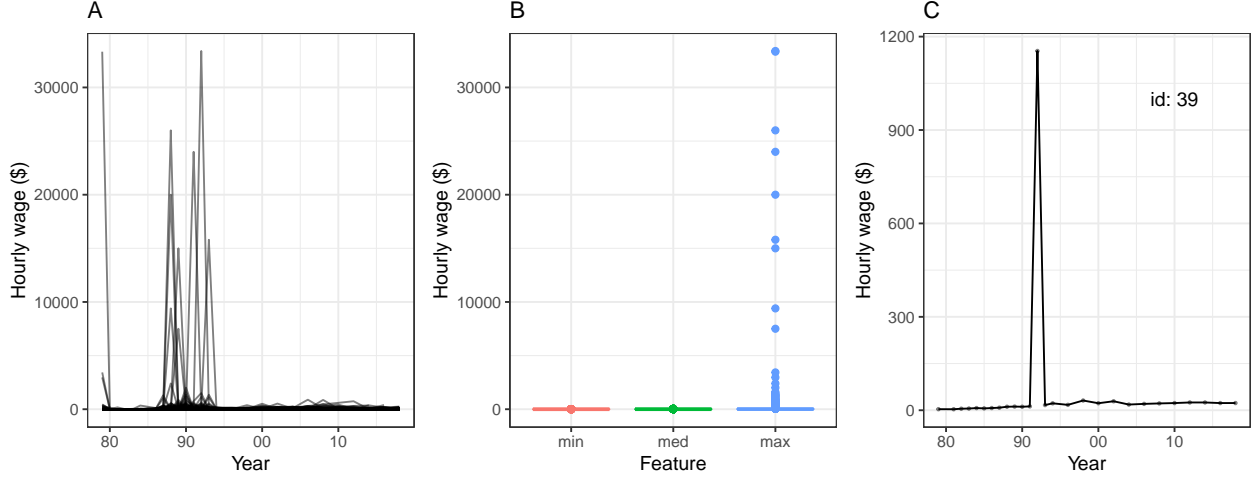 A
Hourly wage ($)
30000
20000
10000
0
80 90 00 10
Year
B
Hourly wage ($)
30000
20000
10000
0
min med max
Feature
C
Hourly wage ($)
1200
900
600
300
0
id: 39
80 90 00 10
Year